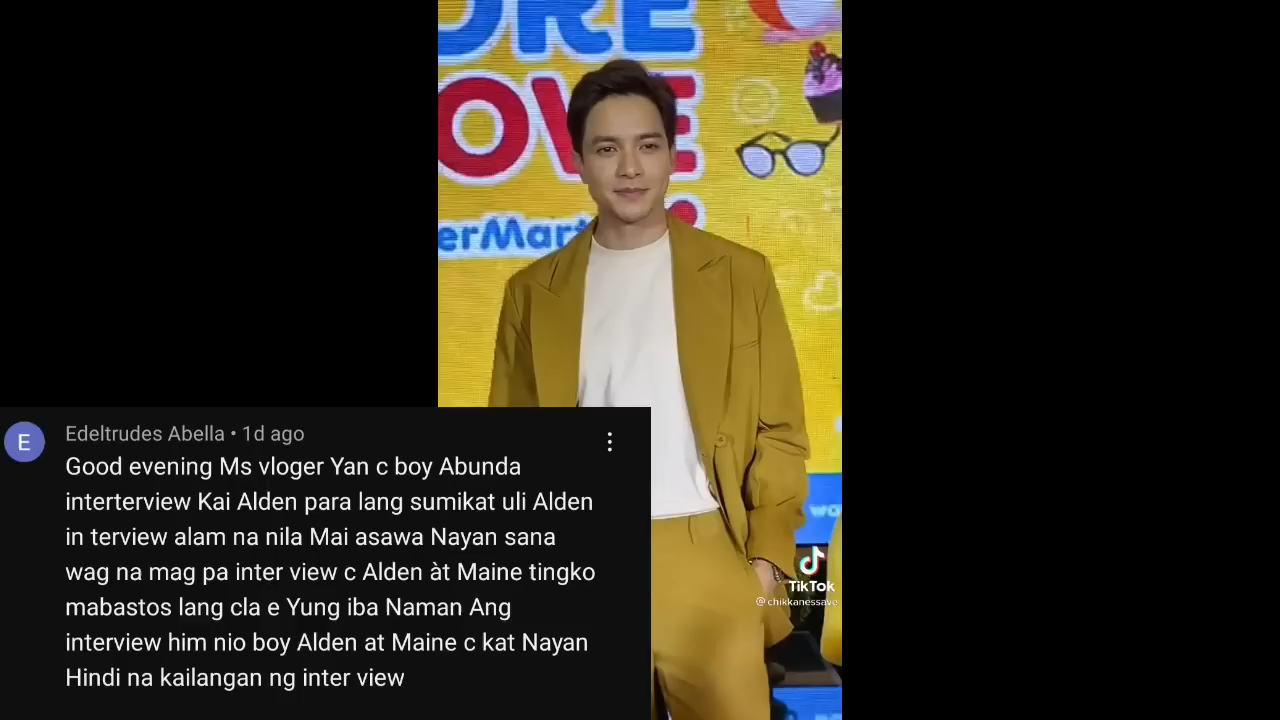 ORE
OVE
erMart
TikTok
@chikkanessave
E
Edeltrudes Abella • 1d ago
Good evening Ms vloger Yan c boy Abunda
interterview Kai Alden para lang sumikat uli Alden
in terview alam na nila Mai asawa Nayan sana
wag na mag pa inter view c Alden àt Maine tingko
mabastos lang cla e Yung iba Naman Ang
interview him nio boy Alden at Maine c kat Nayan
Hindi na kailangan ng inter view